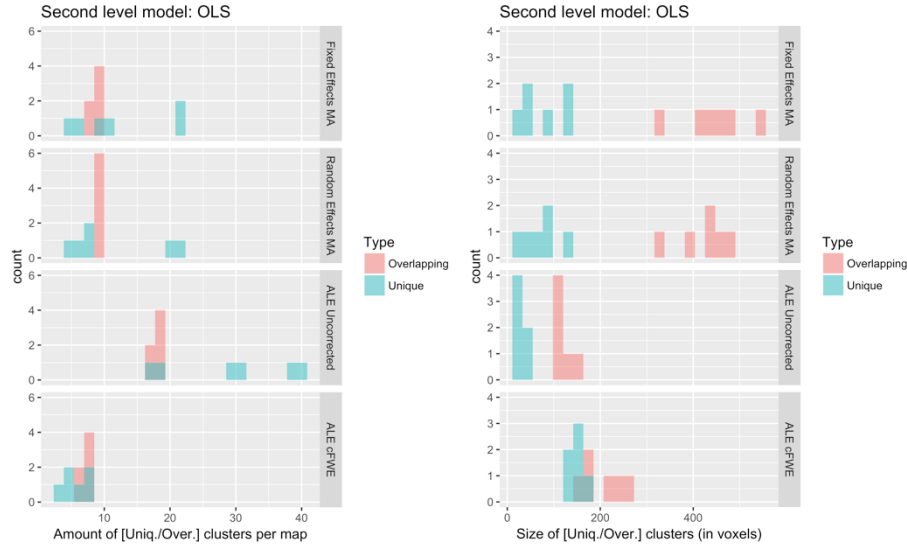 Second level model: OLS
6
4
2
0
Fixed Effects MA
6
4
2
0
Random Effects MA
6
4
2
0
ALE Uncorrected
6
4
2
0
ALE cFWE
count
10
20
30
40
Amount of [Uniq./Over.] clusters per map
Type
Overlapping
Unique
Second level model: OLS
4
3
2
1
0
Fixed Effects MA
4
3
2
1
0
Random Effects MA
4
3
2
1
0
ALE Uncorrected
4
3
2
1
0
ALE cFWE
count
0
200
400
Size of [Uniq./Over.] clusters (in voxels)
Type
Overlapping
Unique